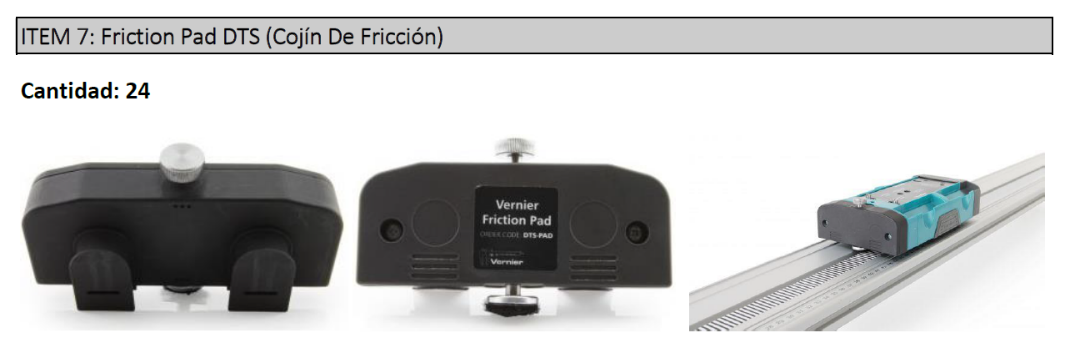 ITEM 7: Friction Pad DTS (Cojín De Fricción)
Cantidad: 24
Vernier
Friction Pad
ORDER CODE DTS-PAD
Vernier